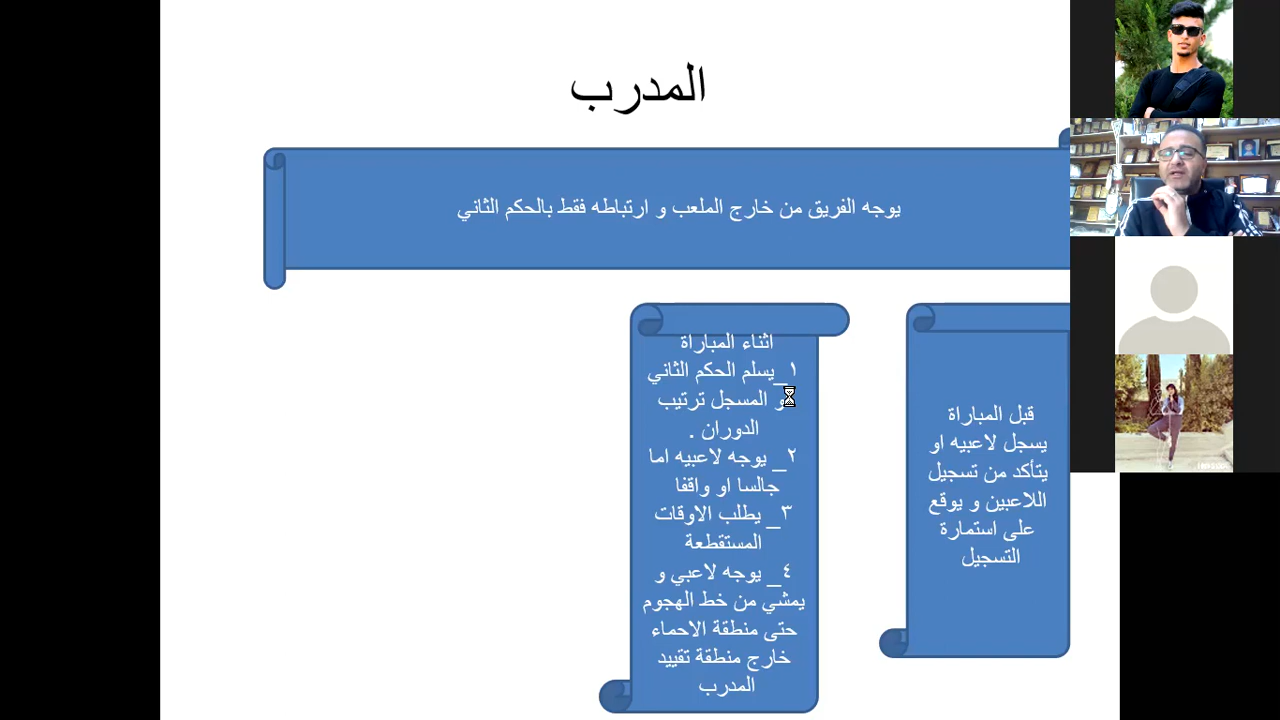 المدرب
يوجه الفريق من خارج الملعب و ارتباطه فقط بالحكم الثاني
قبل المباراة
يسجل لاعبيه او
يتأكد من تسجيل
اللاعبين و يوقع
على استمارة
التسجيل
اثناء المباراة
١_يسلم الحكم الثاني
و المسجل ترتيب
الدوران .
٢_ يوجه لاعبيه اما
جالسا او واقفا
٣_ يطلب الاوقات
المستقطعة
٤_ يوجه لاعبي و
يمشي من خط الهجوم
حتى منطقة الاحماء
خارج منطقة تقييد
المدرب